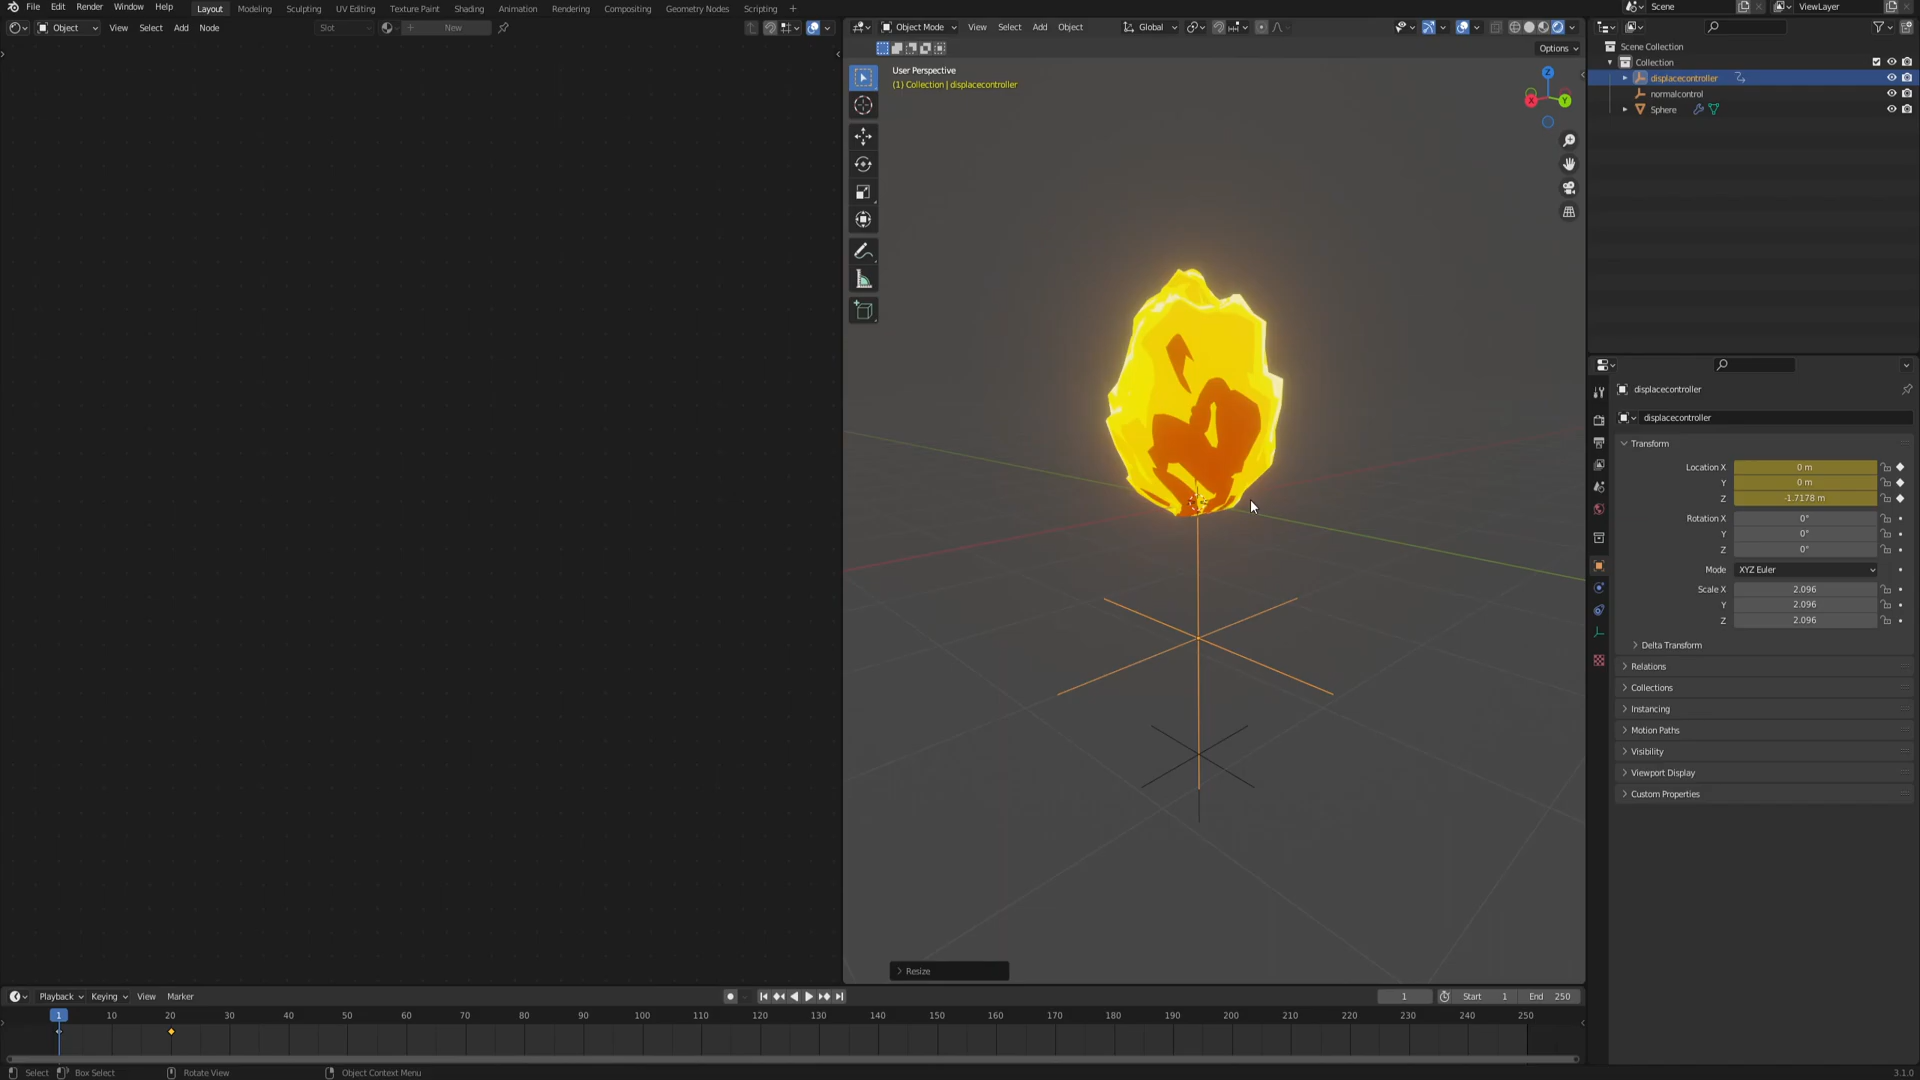 File Edit Render Window Help Layout Modeling Sculpting UV Editing Texture Paint Shading Animation Rendering Compositing Geometry Nodes Scripting + Scene ViewLayer
Object View Select Add Node Slot New
Object Mode View Select Add Object Global
Options
User Perspective
(1) Collection | displacecontroller
Z
X
Y
Scene Collection
Collection
displacecontroller
normalcontrol
Sphere
displacecontroller
displacecontroller
Transform
Location X 0 m
Y 0 m
Z -1.7178 m
Rotation X 0°
Y 0°
Z 0°
Mode XYZ Euler
Scale X 2.096
Y 2.096
Z 2.096
Delta Transform
Relations
Collections
Instancing
Motion Paths
Visibility
Viewport Display
Custom Properties
Resize
Playback Keying View Marker 1 Start 1 End 250
1 10 20 30 40 50 60 70 80 90 100 110 120 130 140 150 160 170 180 190 200 210 220 230 240 250
Select Box Select Rotate View Object Context Menu 3.1.0